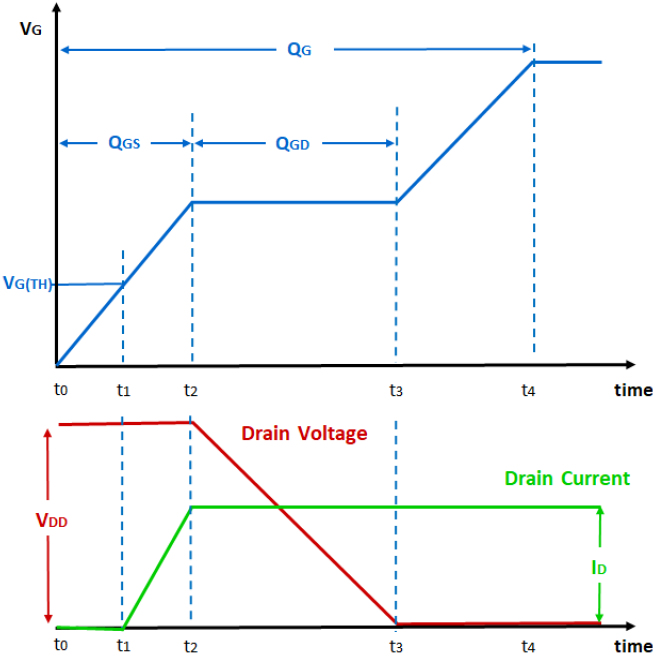 VG
QG
QGS
QGD
VG(TH)
t0 t1 t2 t3 t4 time
Drain Voltage
Drain Current
VDD
ID
t0 t1 t2 t3 t4 time